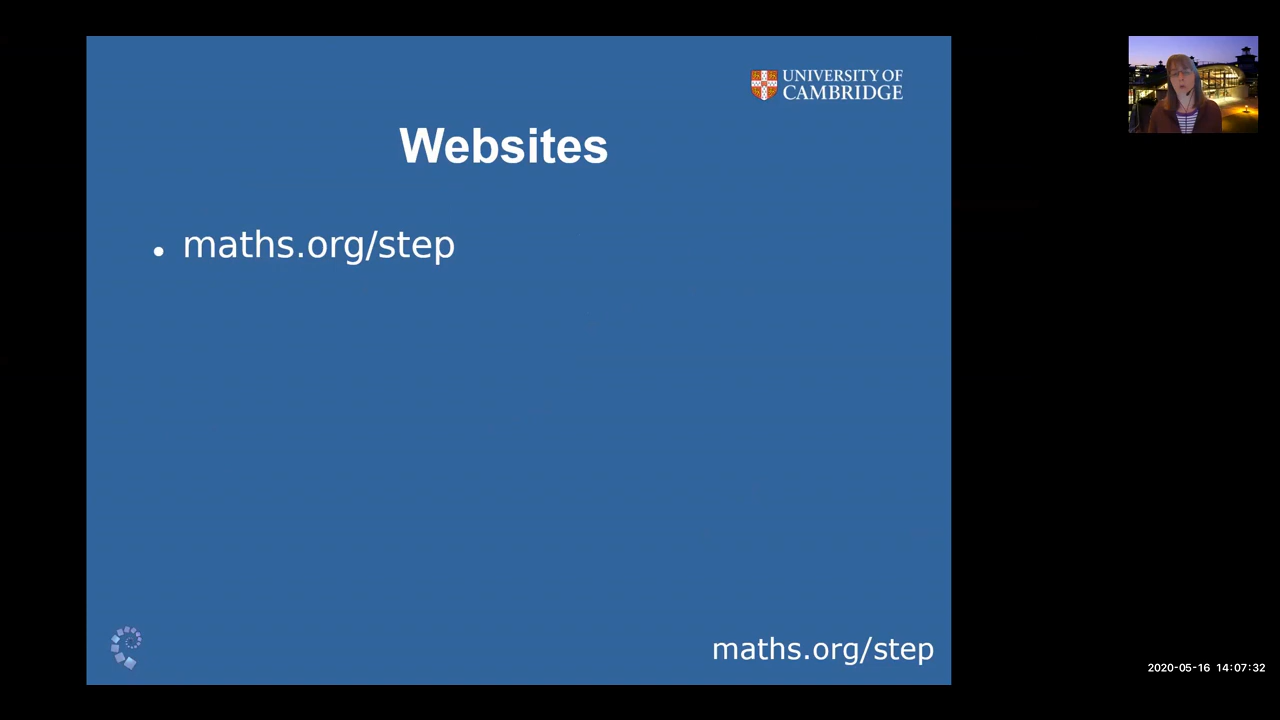 UNIVERSITY OF
CAMBRIDGE
Websites
• maths.org/step
maths.org/step
2020-05-16 14:07:32